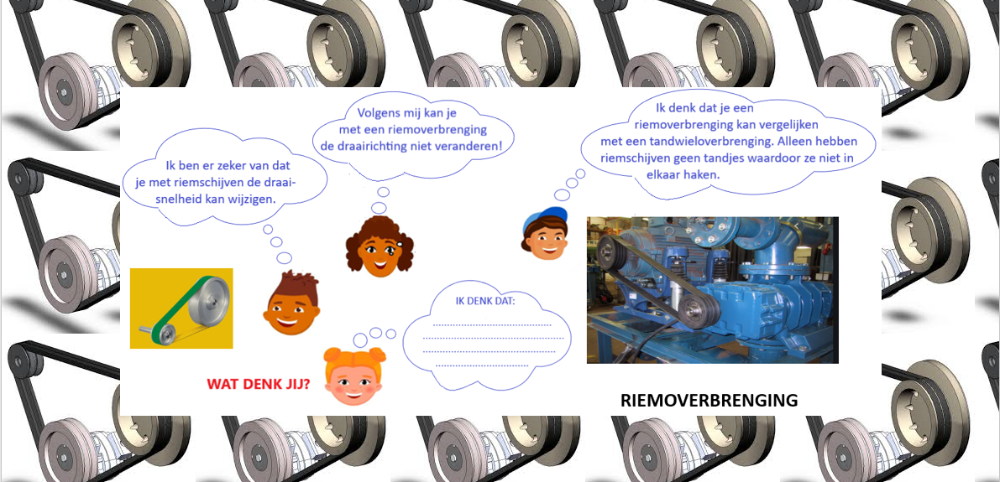 Ik ben er zeker van dat
je met riemschijven de draai-
snelheid kan wijzigen.
Volgens mij kan je
met een riemoverbrenging
de draairichting niet veranderen!
Ik denk dat je een
riemoverbrenging kan vergelijken
met een tandwieloverbrenging. Alleen hebben
riemschijven geen tandjes waardoor ze niet in
elkaar haken.
IK DENK DAT:
WAT DENK JIJ?
RIEMOVERBRENGING